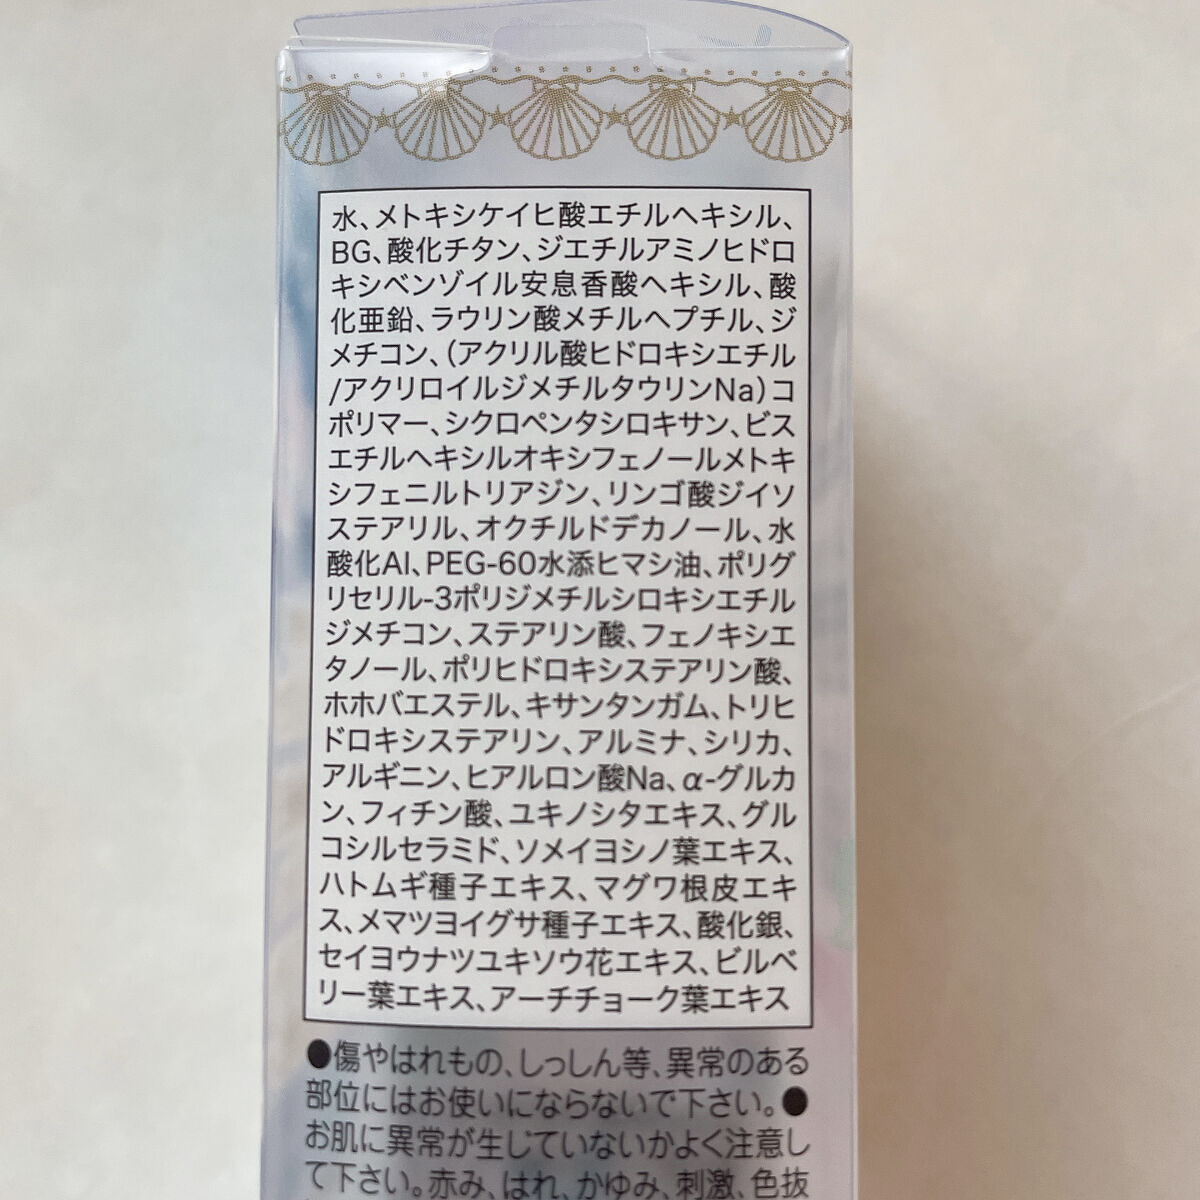 水、メトキシケイヒ酸エチルヘキシル、
BG、酸化チタン、ジエチルアミノヒドロ
キシベンゾイル安息香酸ヘキシル、酸
化亜鉛、ラウリン酸メチルヘプチル、ジ
メチコン、(アクリル酸ヒドロキシエチル
/アクリロイルジメチルタウリンNa)コ
ポリマー、シクロペンタシロキサン、ビス
エチルヘキシルオキシフェノールメトキ
シフェニルトリアジン、リンゴ酸ジイソ
ステアリル、オクチルドデカノール、水
酸化Al、PEG-60水添ヒマシ油、ポリグ
リセリル-3ポリジメチルシロキシエチル
ジメチコン、ステアリン酸、フェノキシエ
タノール、ポリヒドロキシステアリン酸、
ホホバエステル、キサンタンガム、トリヒ
ドロキシステアリン、アルミナ、シリカ、
アルギニン、ヒアルロン酸Na、α-グルカ
ン、フィチン酸、ユキノシタエキス、グル
コシルセラミド、ソメイヨシノ葉エキス、
ハトムギ種子エキス、マグワ根皮エキ
ス、メマツヨイグサ種子エキス、酸化銀、
セイヨウナツユキソウ花エキス、ビルベ
リー葉エキス、アーチチョーク葉エキス
●傷やはれもの、しっしん等、異常のある
部位にはお使いにならないで下さい。●
お肌に異常が生じていないかよく注意し
て下さい。赤み、はれ、かゆみ、刺激、色抜